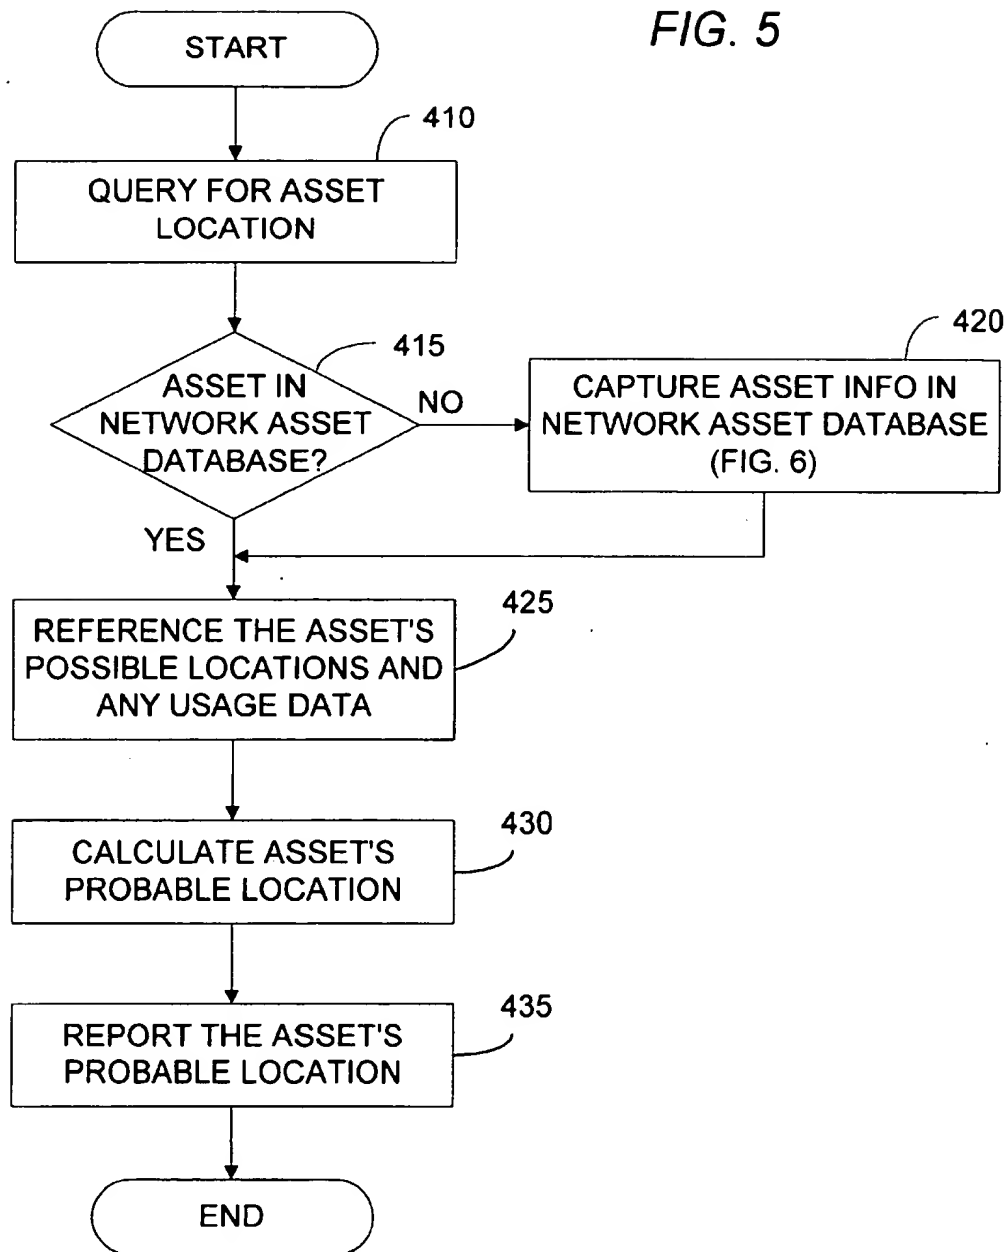 FIG. 5
START
410
QUERY FOR ASSET
LOCATION
415
ASSET IN
NETWORK ASSET
DATABASE?
NO
420
CAPTURE ASSET INFO IN
NETWORK ASSET DATABASE
(FIG. 6)
YES
425
REFERENCE THE ASSET'S
POSSIBLE LOCATIONS AND
ANY USAGE DATA
430
CALCULATE ASSET'S
PROBABLE LOCATION
435
REPORT THE ASSET'S
PROBABLE LOCATION
END